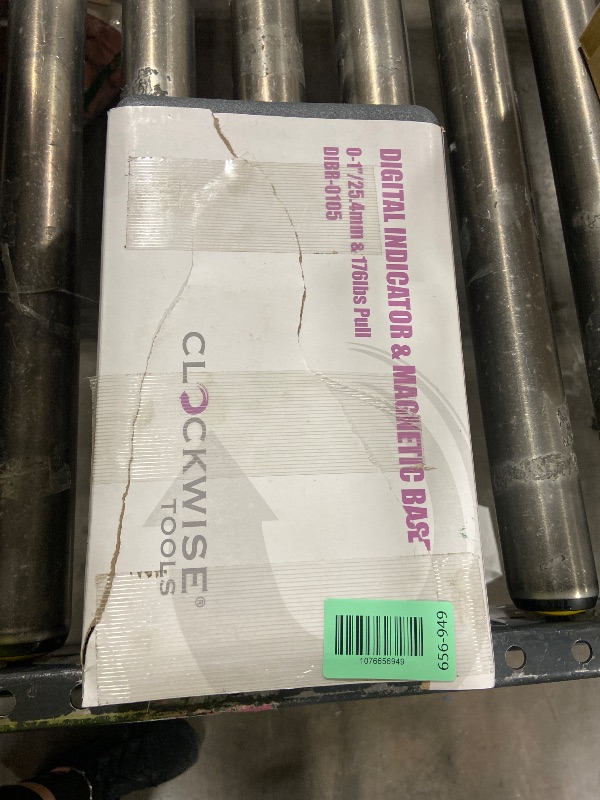 DIGITAL INDICATOR & MAGNETIC BASE
0-1"/25.4mm & 176lbs Pull
DIBR-0105
CLOCKWISE®
TOOLS
1076656949
656-949